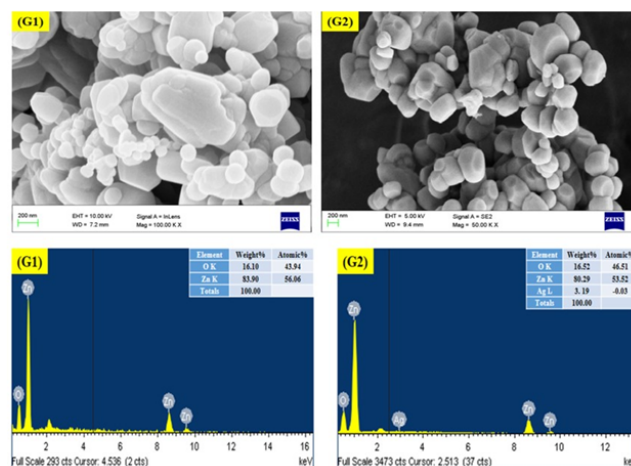 (G1)
200 nm
EHT = 10.00 kV
Signal A = InLens
WD = 7.2 mm
Mag = 100.00 K X
ZEISS
(G2)
200 nm
EHT = 5.00 kV
Signal A = SE2
WD = 9.4 mm
Mag = 50.00 K X
ZEISS
(G1)
Element Weight% Atomic%
O K 16.10 43.94
Zn K 83.90 56.06
Totals 100.00
Zn
O
Zn
Zn
2 4 6 8 10 12 14 16
Full Scale 293 cts Cursor: 4.536 (2 cts) keV
(G2)
Element Weight% Atomic%
O K 16.52 46.51
Zn K 80.29 53.52
Ag L 3.19 -0.03
Totals 100.00
Zn
O
Ag
Zn
Zn
2 4 6 8 10 12
Full Scale 3473 cts Cursor: 2.513 (37 cts) ke